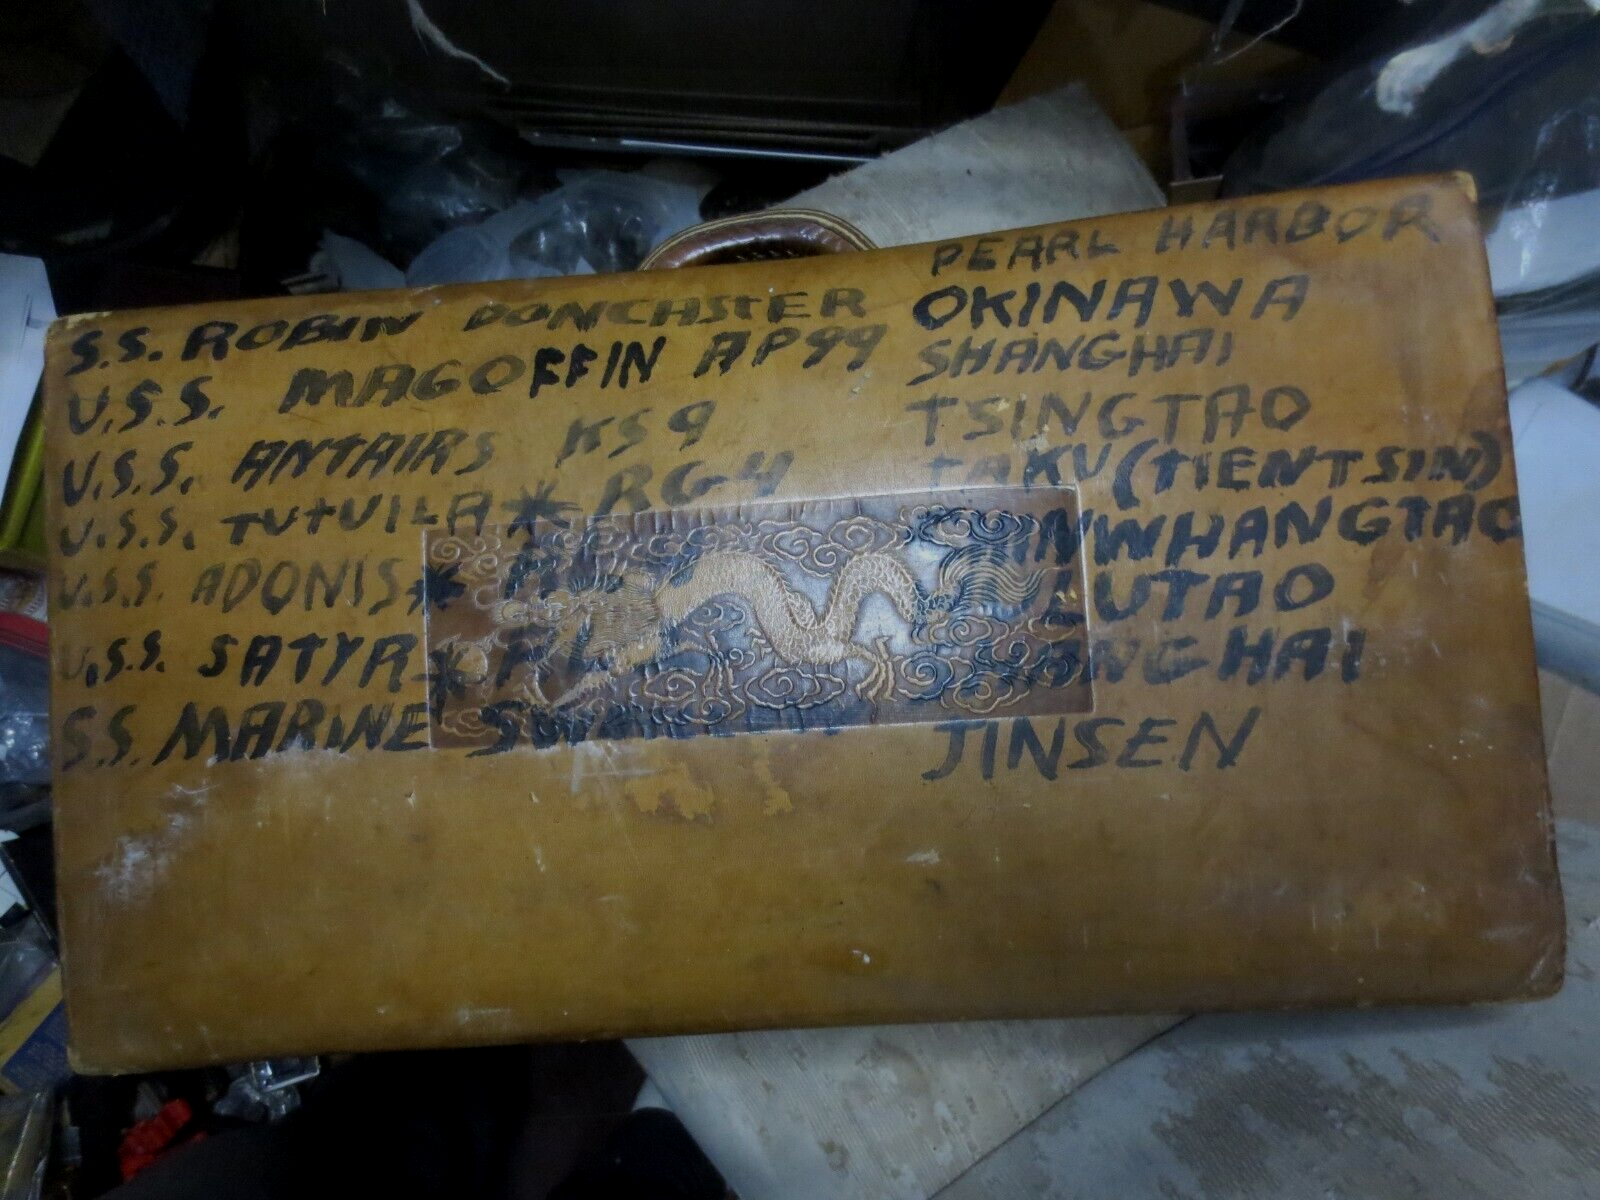 S.S. ROBIN DONCHSTER
U.S.S. MAGOFFIN AP99
U.S.S. ANTAIRS KS9
U.S.S. TUTUILA * RG4
U.S.S. ADONIS *
U.S.S. SATYR *
S.S. MARINE
PEARL HARBOR
OKINAWA
SHANGHAI
TSINGTAO
TAKU (TIENTSIN)
JINSEN